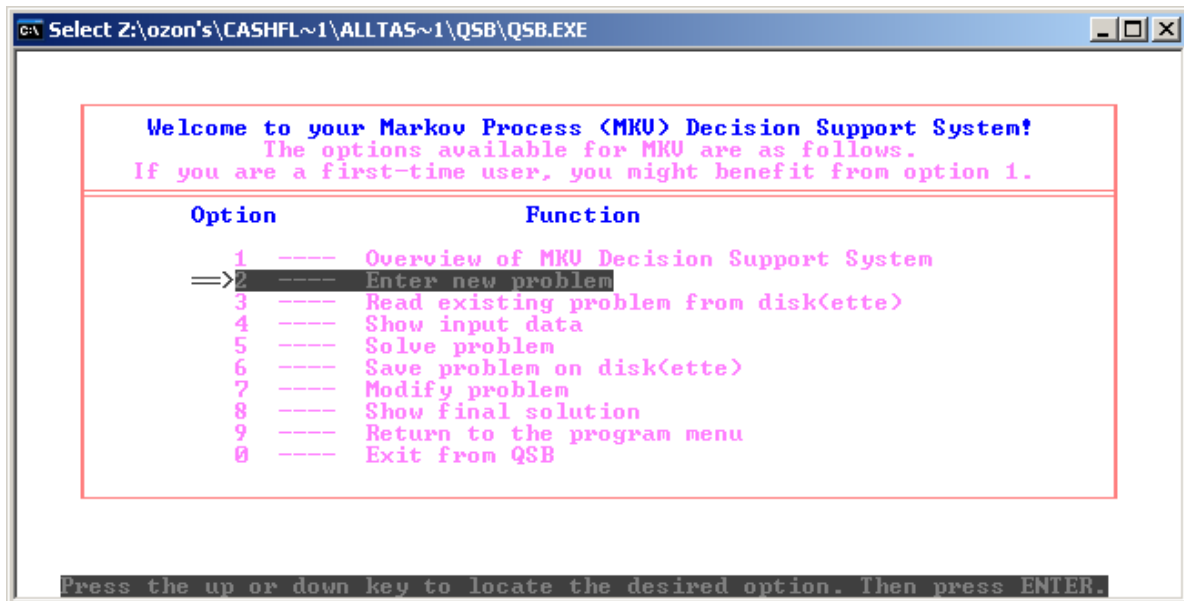 Select Z:\ozon's\CASHFL~1\ALLTAS~1\QSB\QSB.EXE
Welcome to your Markov Process (MKV) Decision Support System!
The options available for MKV are as follows.
If you are a first-time user, you might benefit from option 1.
Option Function
1 ---- Overview of MKV Decision Support System
==>2 ---- Enter new problem
3 ---- Read existing problem from disk(ette)
4 ---- Show input data
5 ---- Solve problem
6 ---- Save problem on disk(ette)
7 ---- Modify problem
8 ---- Show final solution
9 ---- Return to the program menu
0 ---- Exit from QSB
Press the up or down key to locate the desired option. Then press ENTER.